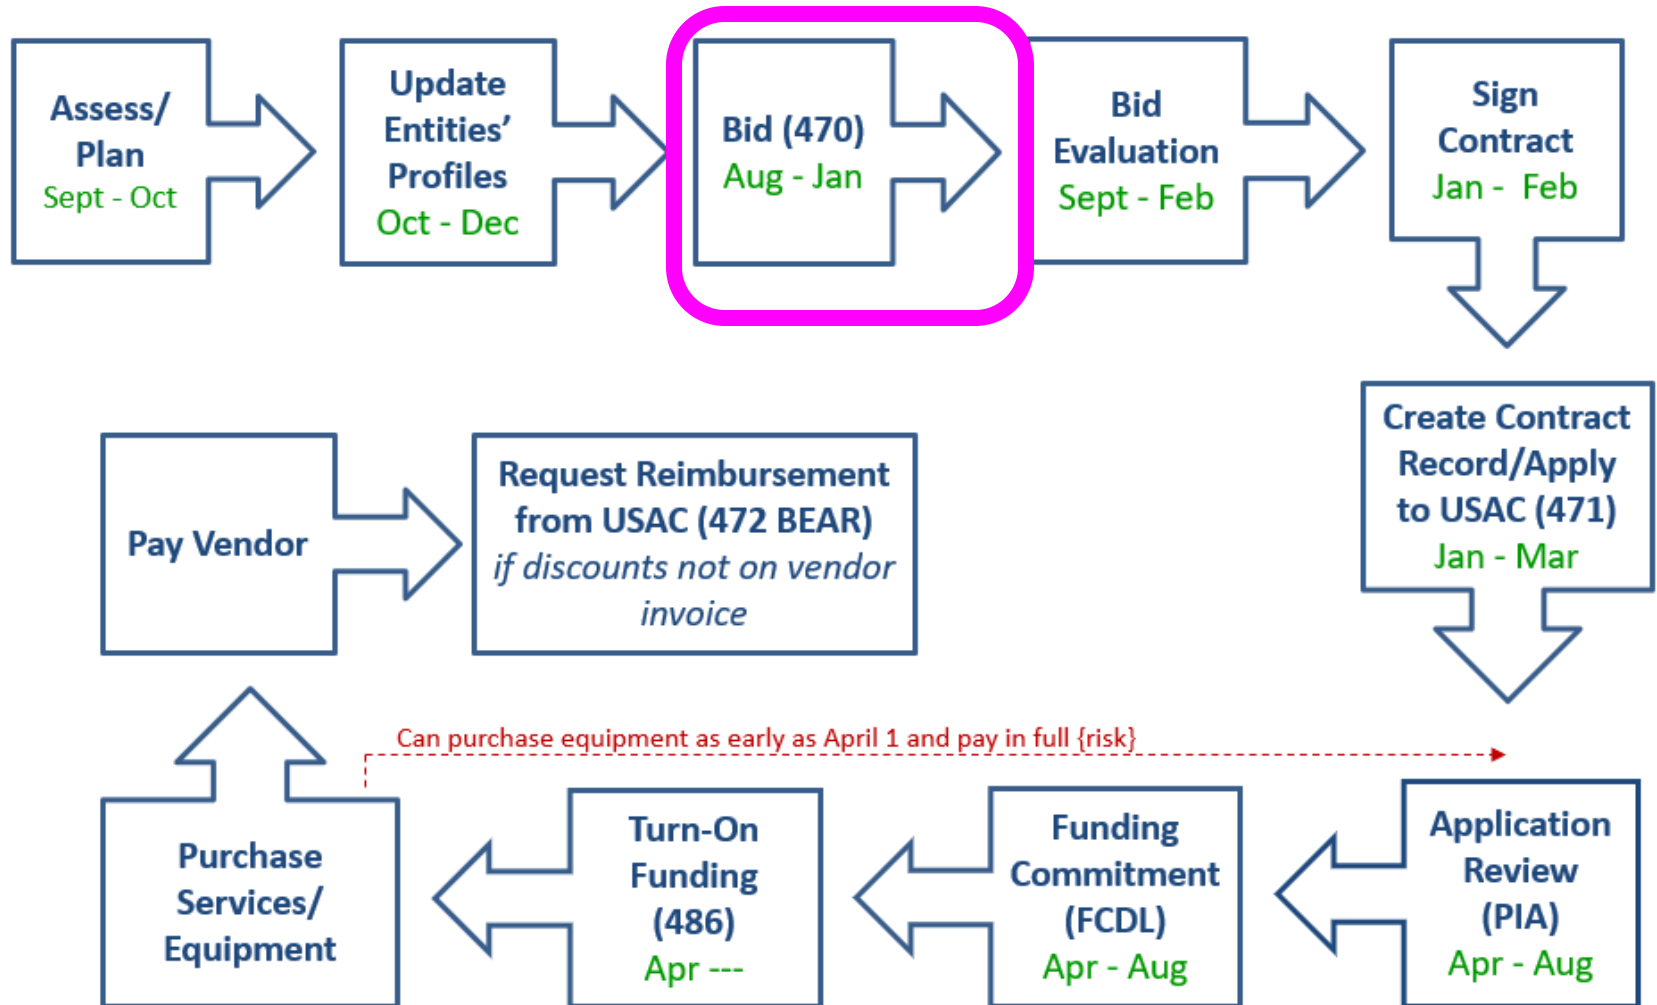 Assess/
Plan
Sept - Oct
Update
Entities’
Profiles
Oct - Dec
Bid (470)
Aug - Jan
Bid
Evaluation
Sept - Feb
Sign
Contract
Jan -  Feb
Create Contract
Record/Apply
to USAC (471)
Jan - Mar
Application
Review
(PIA)
Apr - Aug
Funding
Commitment
(FCDL)
Apr - Aug
Turn-On
Funding
(486)
Apr ---
Can purchase equipment as early as April 1 and pay in full {risk}
Purchase
Services/
Equipment
Pay Vendor
Request Reimbursement
from USAC (472 BEAR)
if discounts not on vendor
invoice